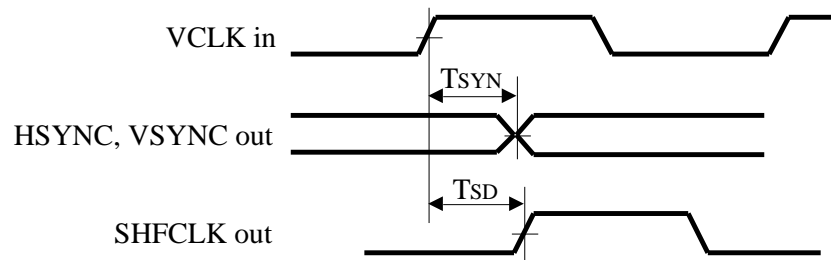 VCLK in
TSYN
HSYNC, VSYNC out
TSD
SHFCLK out